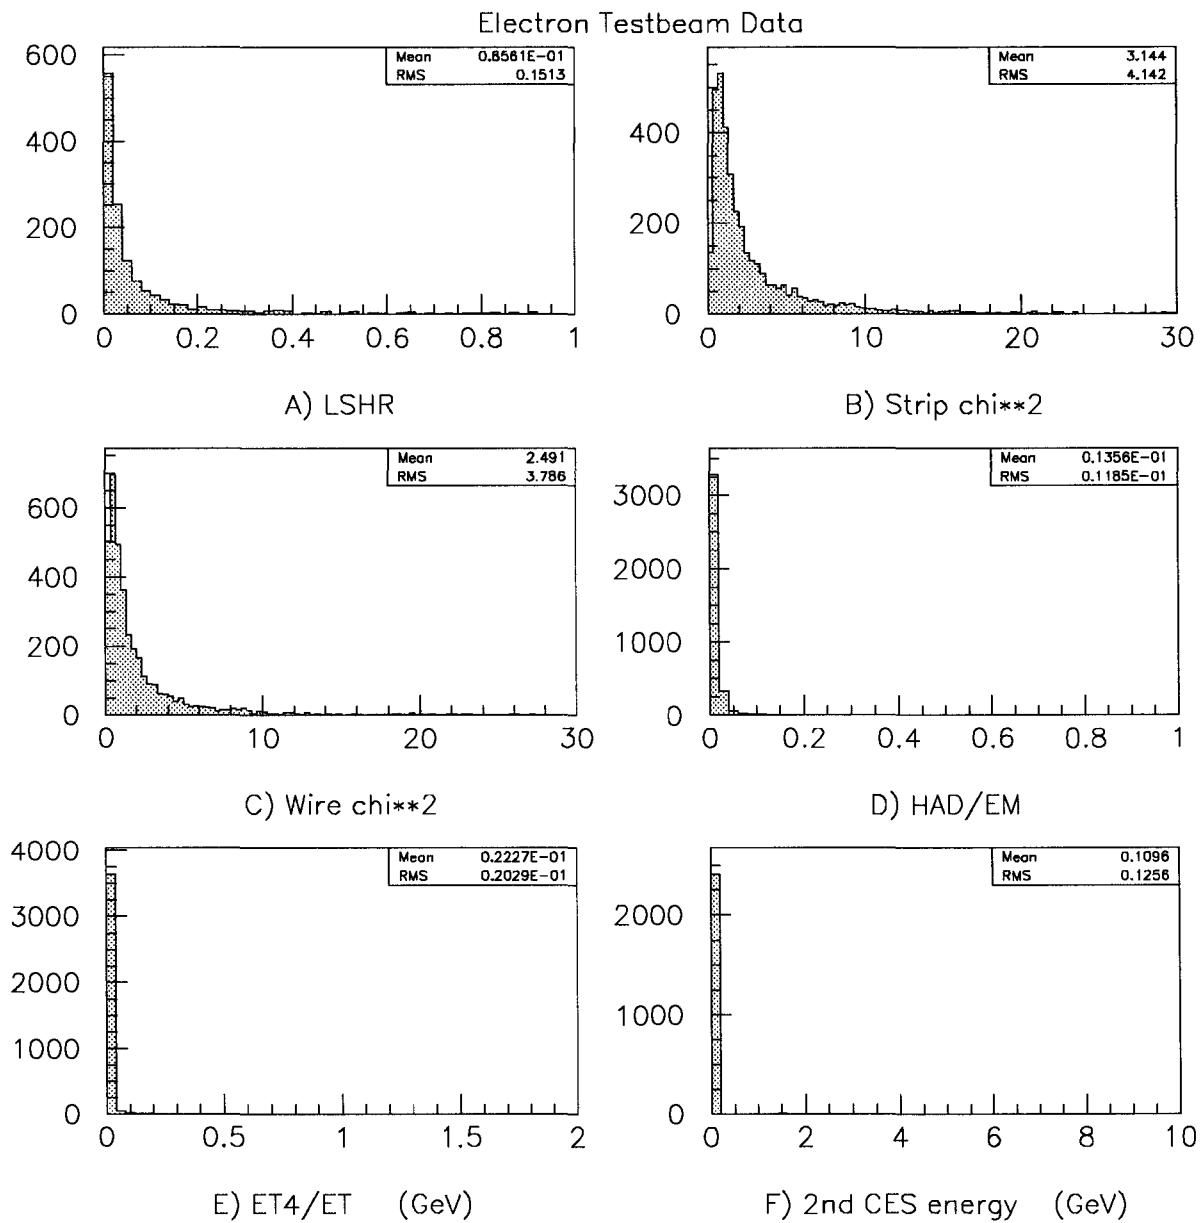 Electron Testbeam Data
600
400
200
0
0 0.2 0.4 0.6 0.8 1
Mean 0.8561E-01
RMS 0.1513
A) LSHR
400
200
0
0 10 20 30
Mean 3.144
RMS 4.142
B) Strip chi**2
600
400
200
0
0 10 20 30
Mean 2.491
RMS 3.786
C) Wire chi**2
3000
2000
1000
0
0 0.2 0.4 0.6 0.8 1
Mean 0.1356E-01
RMS 0.1185E-01
D) HAD/EM
4000
3000
2000
1000
0
0 0.5 1 1.5 2
Mean 0.2227E-01
RMS 0.2029E-01
E) ET4/ET (GeV)
2000
1000
0
0 2 4 6 8 10
Mean 0.1096
RMS 0.1256
F) 2nd CES energy (GeV)